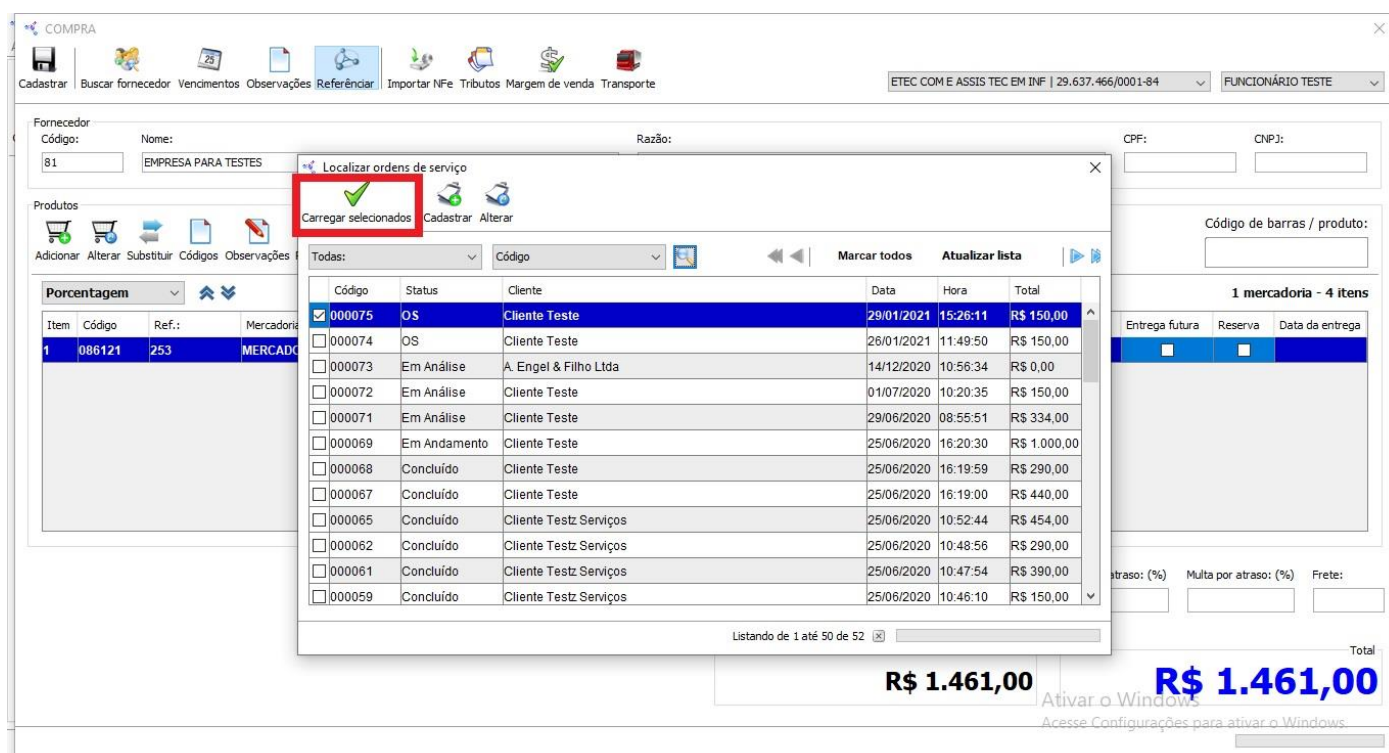 COMPRA
Cadastrar Buscar fornecedor Vencimentos Observações Referênciar Importar NFe Tributos Margem de venda Transporte
ETEC COM E ASSIS TEC EM INF | 29.637.466/0001-84 FUNCIONÁRIO TESTE
Fornecedor
Código: Nome: Razão: CPF: CNPJ:
81 EMPRESA PARA TESTES
Localizar ordens de serviço
Carregar selecionados Cadastrar Alterar
Produtos
Código de barras / produto:
Adicionar Alterar Substituir Códigos Observações
Todas: Código Marcar todos Atualizar lista
Porcentagem 1 mercadoria - 4 itens
Item Código Ref.: Mercadoria Entrega futura Reserva Data da entrega
1 086121 253 MERCADO
Código Status Cliente Data Hora Total
000075 OS Cliente Teste 29/01/2021 15:26:11 R$ 150,00
000074 OS Cliente Teste 26/01/2021 11:49:50 R$ 150,00
000073 Em Análise A. Engel & Filho Ltda 14/12/2020 10:56:34 R$ 0,00
000072 Em Análise Cliente Teste 01/07/2020 10:20:35 R$ 150,00
000071 Em Análise Cliente Teste 29/06/2020 08:55:51 R$ 334,00
000069 Em Andamento Cliente Teste 25/06/2020 16:20:30 R$ 1.000,00
000068 Concluído Cliente Teste 25/06/2020 16:19:59 R$ 290,00
000067 Concluído Cliente Teste 25/06/2020 16:19:00 R$ 440,00
000065 Concluído Cliente Testz Serviços 25/06/2020 10:52:44 R$ 454,00
000062 Concluído Cliente Testz Serviços 25/06/2020 10:48:56 R$ 290,00
000061 Concluído Cliente Testz Serviços 25/06/2020 10:47:54 R$ 390,00
000059 Concluído Cliente Testz Serviços 25/06/2020 10:46:10 R$ 150,00
atraso: (%) Multa por atraso: (%) Frete:
Listando de 1 até 50 de 52
Total
R$ 1.461,00 R$ 1.461,00
Ativar o Windows
Acesse Configurações para ativar o Windows.